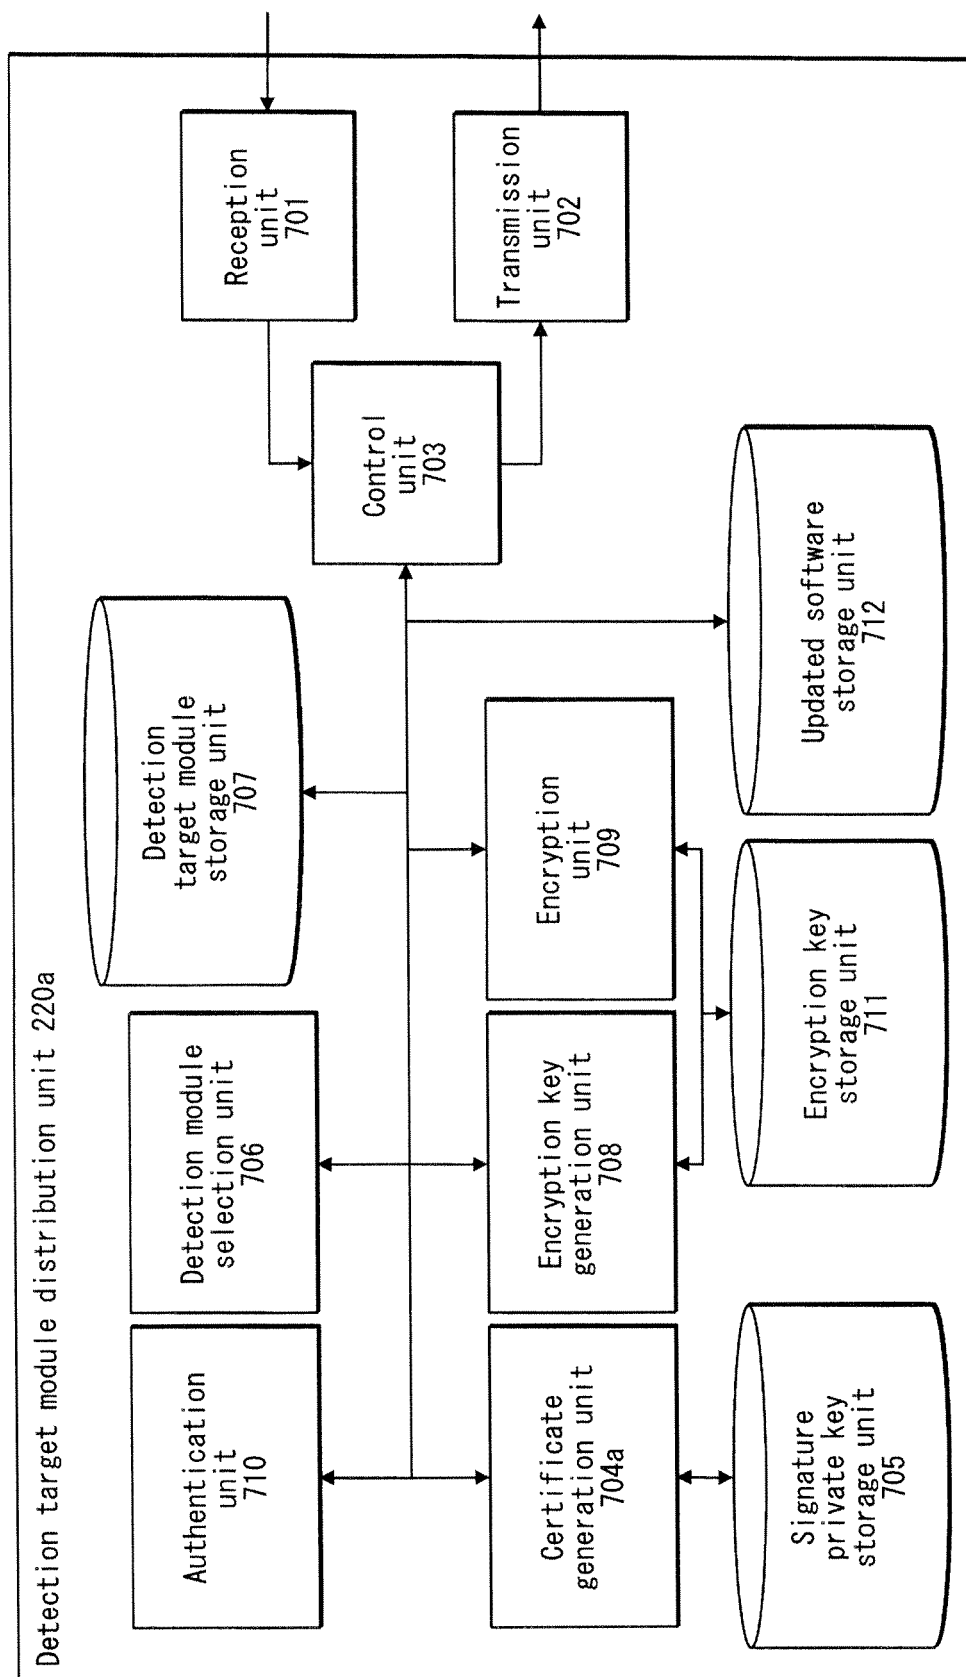 Detection target module distribution unit 220a
Authentication
unit
710
Detection module
selection unit
706
Detection
target module
storage unit
707
Reception
unit
701
Control
unit
703
Transmission
unit
702
Certificate
generation unit
704a
Encryption key
generation unit
708
Encryption
unit
709
Signature
private key
storage unit
705
Encryption key
storage unit
711
Updated software
storage unit
712